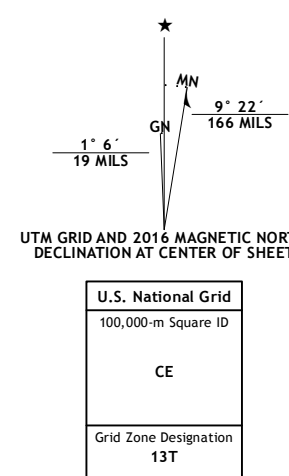 ★
MN
GN
9° 22´
166 MILS
1° 6´
19 MILS
UTM GRID AND 2016 MAGNETIC NORT
DECLINATION AT CENTER OF SHEET
U.S. National Grid
100,000-m Square ID
CE
Grid Zone Designation
13T